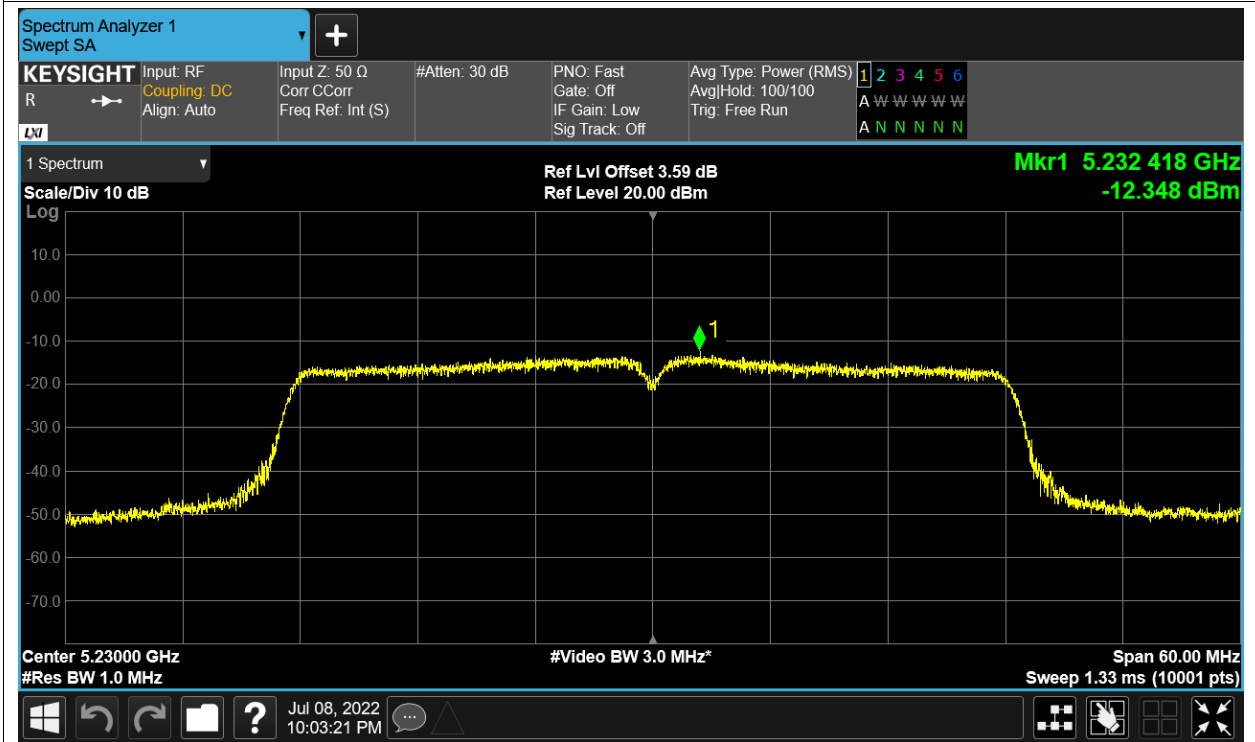 Spectrum Analyzer 1
Swept SA
KEYSIGHT
R
LXI
Input: RF
Coupling: DC
Align: Auto
Input Z: 50 Ω
Corr CCorr
Freq Ref: Int (S)
#Atten: 30 dB
PNO: Fast
Gate: Off
IF Gain: Low
Sig Track: Off
Avg Type: Power (RMS)
Avg|Hold: 100/100
Trig: Free Run
1 2 3 4 5 6
A W W W W W
A N N N N N
1 Spectrum
Scale/Div 10 dB
Log
Ref Lvl Offset 3.59 dB
Ref Level 20.00 dBm
Mkr1 5.232 418 GHz
-12.348 dBm
10.0
0.00
-10.0
-20.0
-30.0
-40.0
-50.0
-60.0
-70.0
1
Center 5.23000 GHz
#Res BW 1.0 MHz
#Video BW 3.0 MHz*
Span 60.00 MHz
Sweep 1.33 ms (10001 pts)
?
Jul 08, 2022
10:03:21 PM